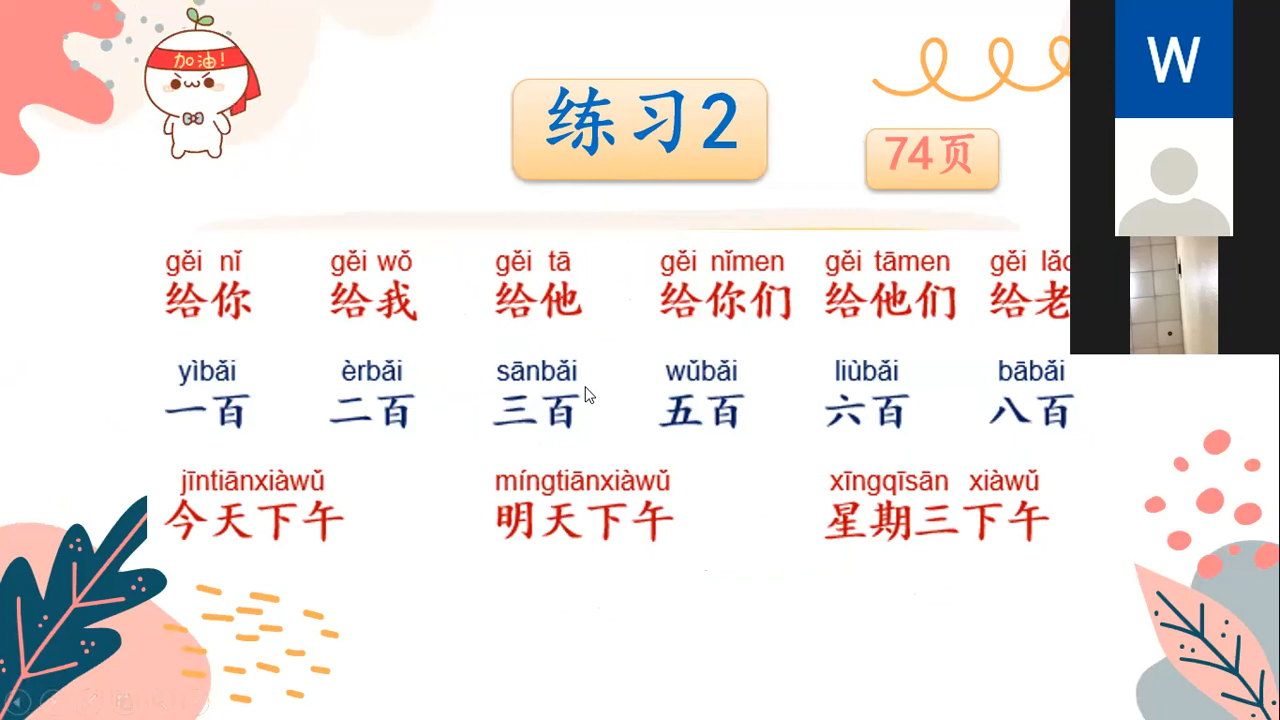 加油!
练习2
74页
W
gěi nǐ gěi wǒ gěi tā gěi nǐmen gěi tāmen gěi
给你 给我 给他 给你们 给他们 给老
yìbǎi èrbǎi sānbǎi wǔbǎi liùbǎi bābǎi
一百 二百 三百 五百 六百 八百
jīntiānxiàwǔ míngtiānxiàwǔ xīngqīsān xiàwǔ
今天下午 明天下午 星期三下午